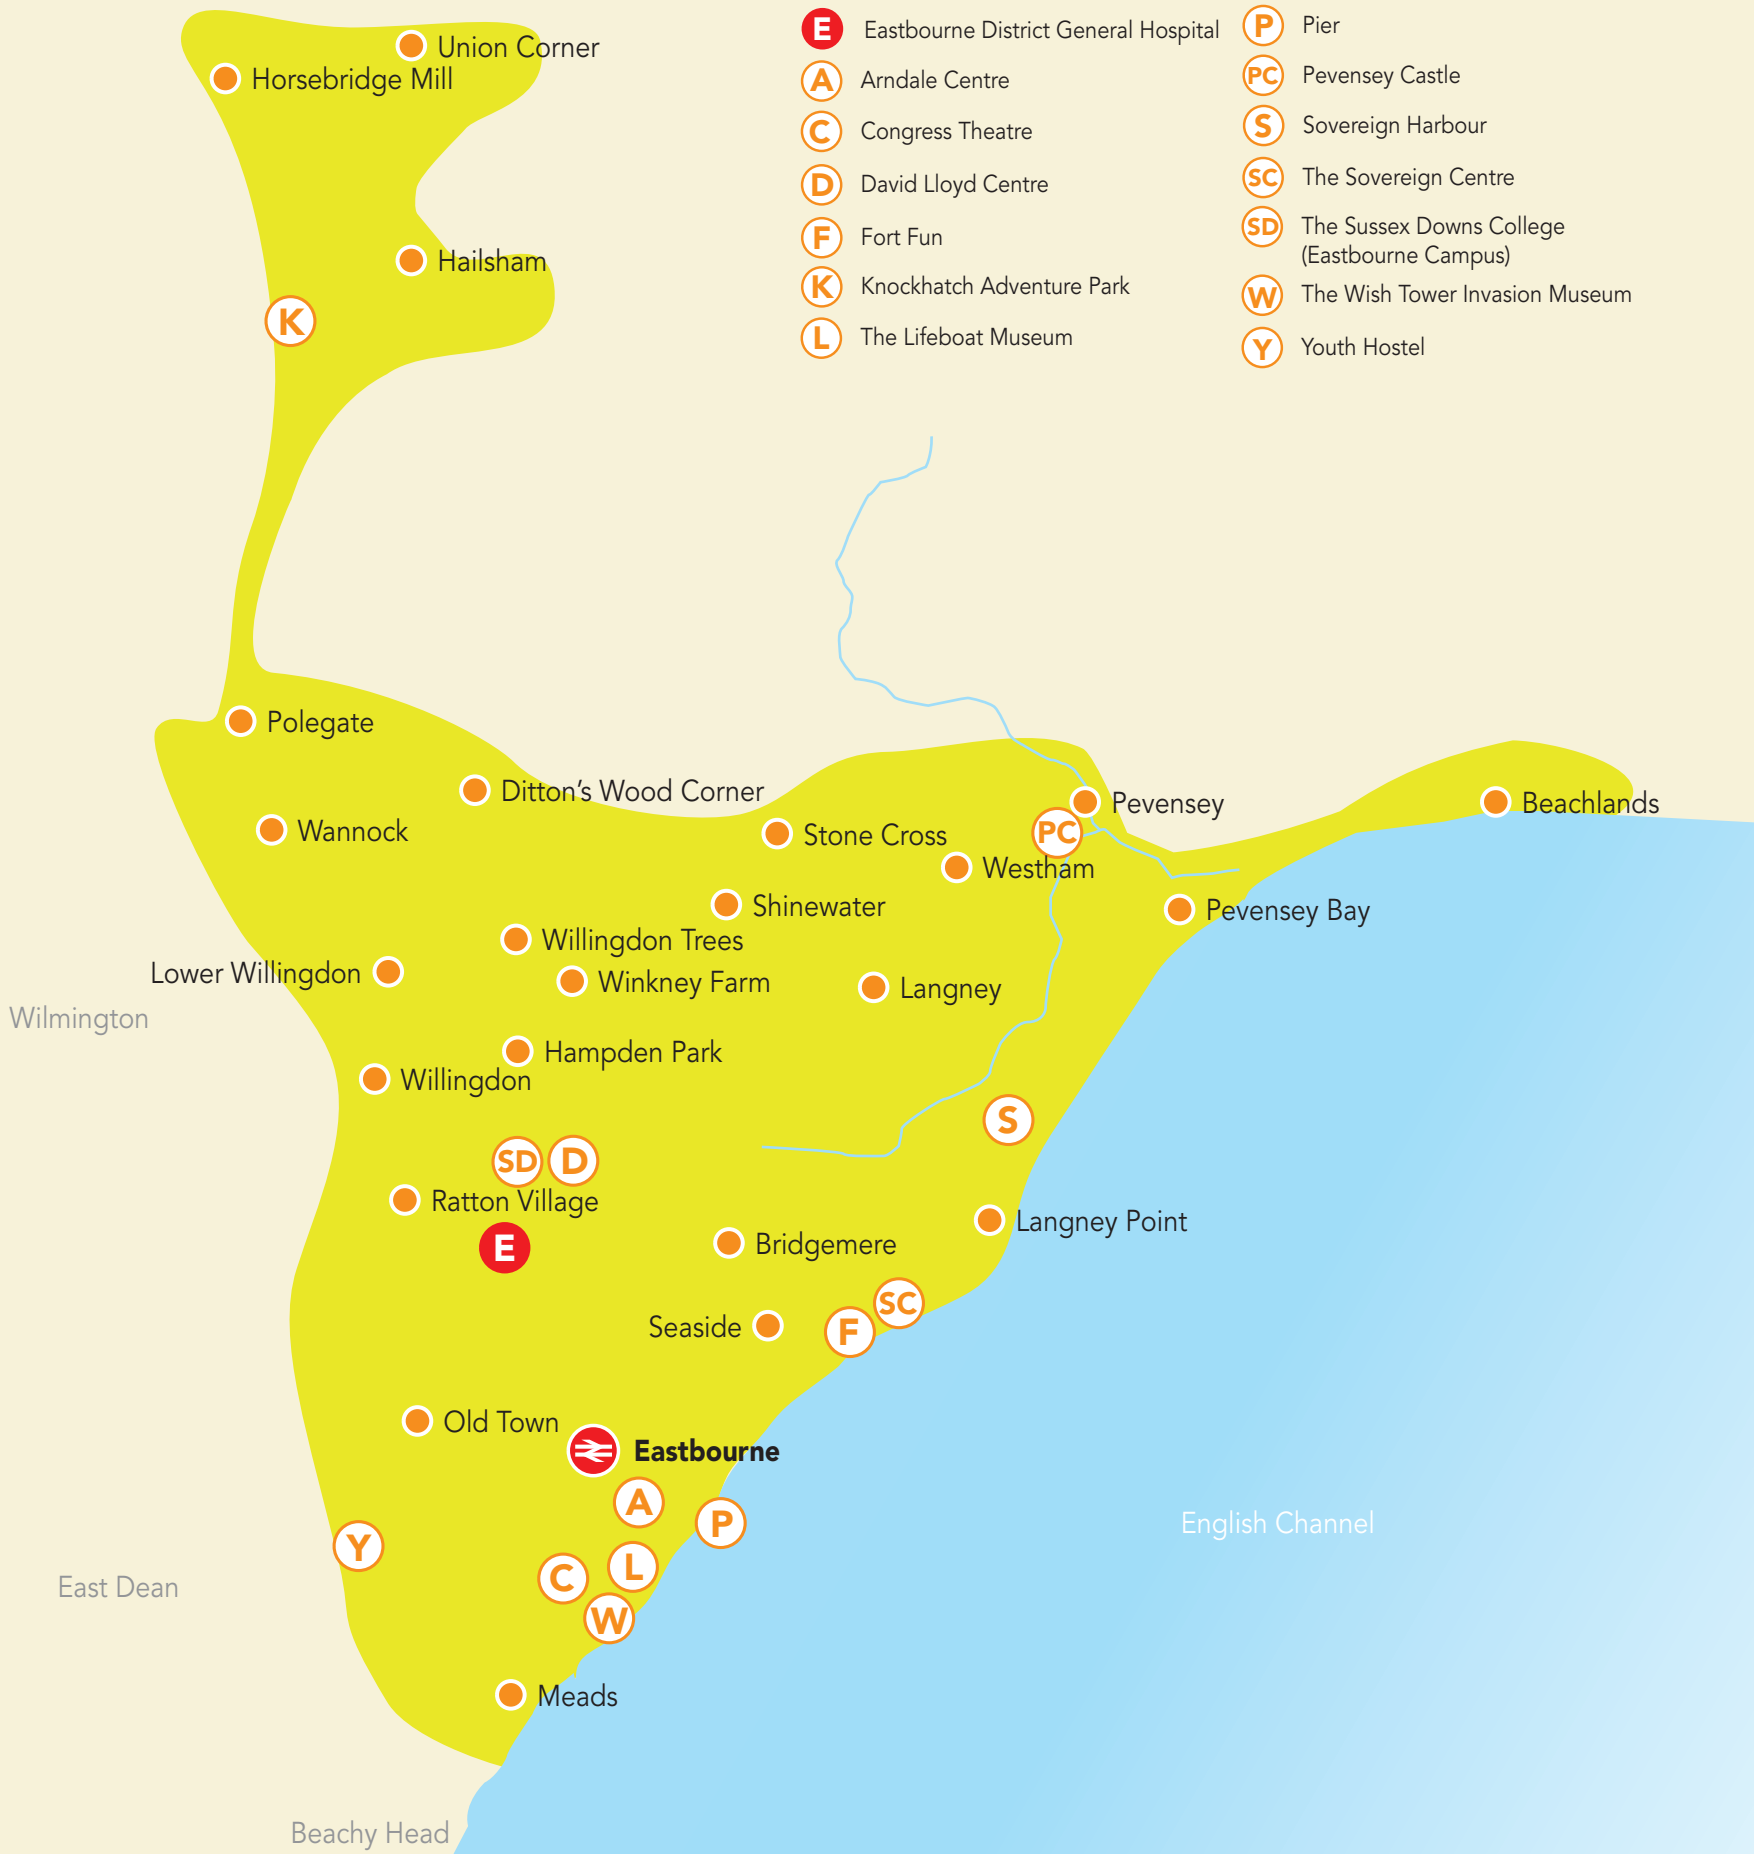 E Eastbourne District General Hospital
A Arndale Centre
C Congress Theatre
D David Lloyd Centre
F Fort Fun
K Knockhatch Adventure Park
L The Lifeboat Museum
P Pier
PC Pevensey Castle
S Sovereign Harbour
SC The Sovereign Centre
SD The Sussex Downs College
(Eastbourne Campus)
W The Wish Tower Invasion Museum
Y Youth Hostel
Union Corner
Horsebridge Mill
Hailsham
K
Polegate
Ditton's Wood Corner
Wannock
Stone Cross
Pevensey
Beachlands
PC
Westham
Shinewater
Pevensey Bay
Willingdon Trees
Lower Willingdon
Winkney Farm
Langney
Wilmington
Hampden Park
Willingdon
S
SD
D
Ratton Village
Langney Point
E
Bridgemere
SC
Seaside
F
Old Town
Eastbourne
A
P
English Channel
Y
L
C
East Dean
W
Meads
Beachy Head